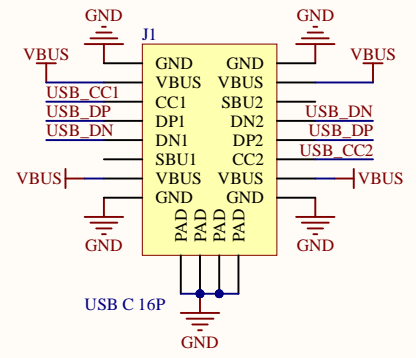 GND GND
J1
VBUS GND GND VBUS
VBUS VBUS
USB_CC1 CC1 SBU2
USB_DP DP1 DN2 USB_DN
USB_DN DN1 DP2 USB_DP
SBU1 CC2 USB_CC2
VBUS VBUS VBUS VBUS
GND GND
PAD PAD PAD PAD
GND GND
USB C 16P
GND